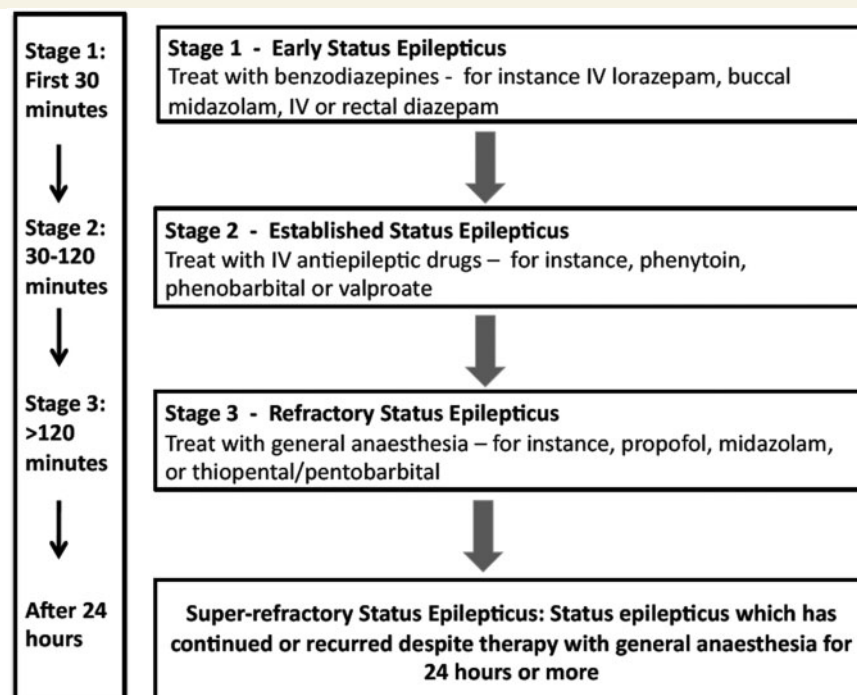 Stage 1:
First 30
minutes
Stage 1 - Early Status Epilepticus
Treat with benzodiazepines - for instance IV lorazepam, buccal
midazolam, IV or rectal diazepam
Stage 2:
30-120
minutes
Stage 2 - Established Status Epilepticus
Treat with IV antiepileptic drugs – for instance, phenytoin,
phenobarbital or valproate
Stage 3:
>120
minutes
Stage 3 - Refractory Status Epilepticus
Treat with general anaesthesia – for instance, propofol, midazolam,
or thiopental/pentobarbital
After 24
hours
Super-refractory Status Epilepticus: Status epilepticus which has
continued or recurred despite therapy with general anaesthesia for
24 hours or more